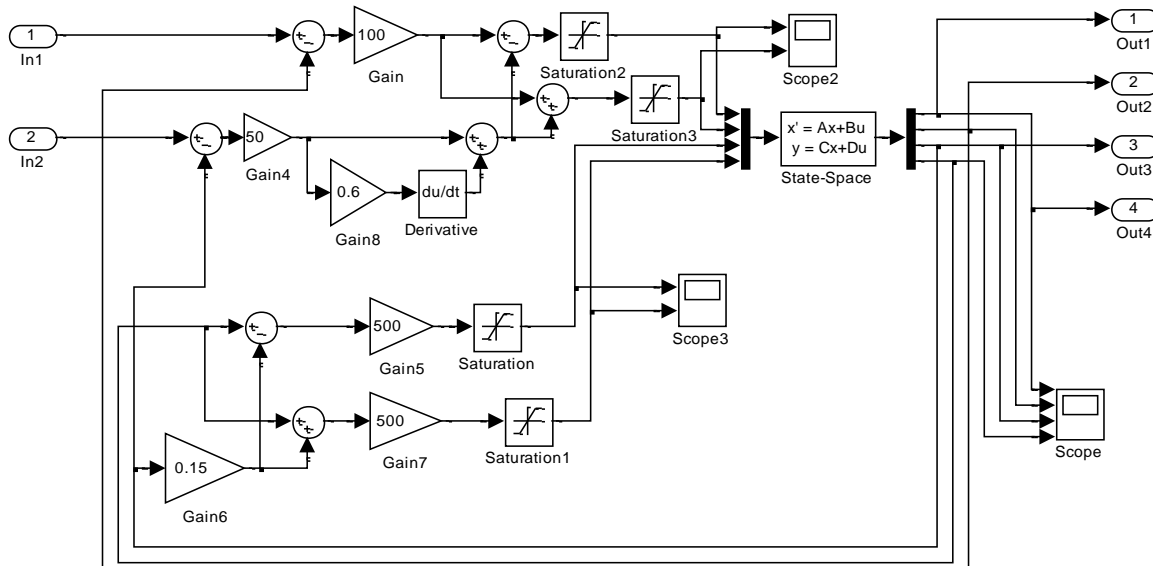 1
In1
2
In2
100
Gain
50
Gain4
0.6
Gain8
du/dt
Derivative
Saturation2
Saturation3
Scope2
x' = Ax+Bu
y = Cx+Du
State-Space
1
Out1
2
Out2
3
Out3
4
Out4
500
Gain5
Saturation
Scope3
500
Gain7
Saturation1
0.15
Gain6
Scope